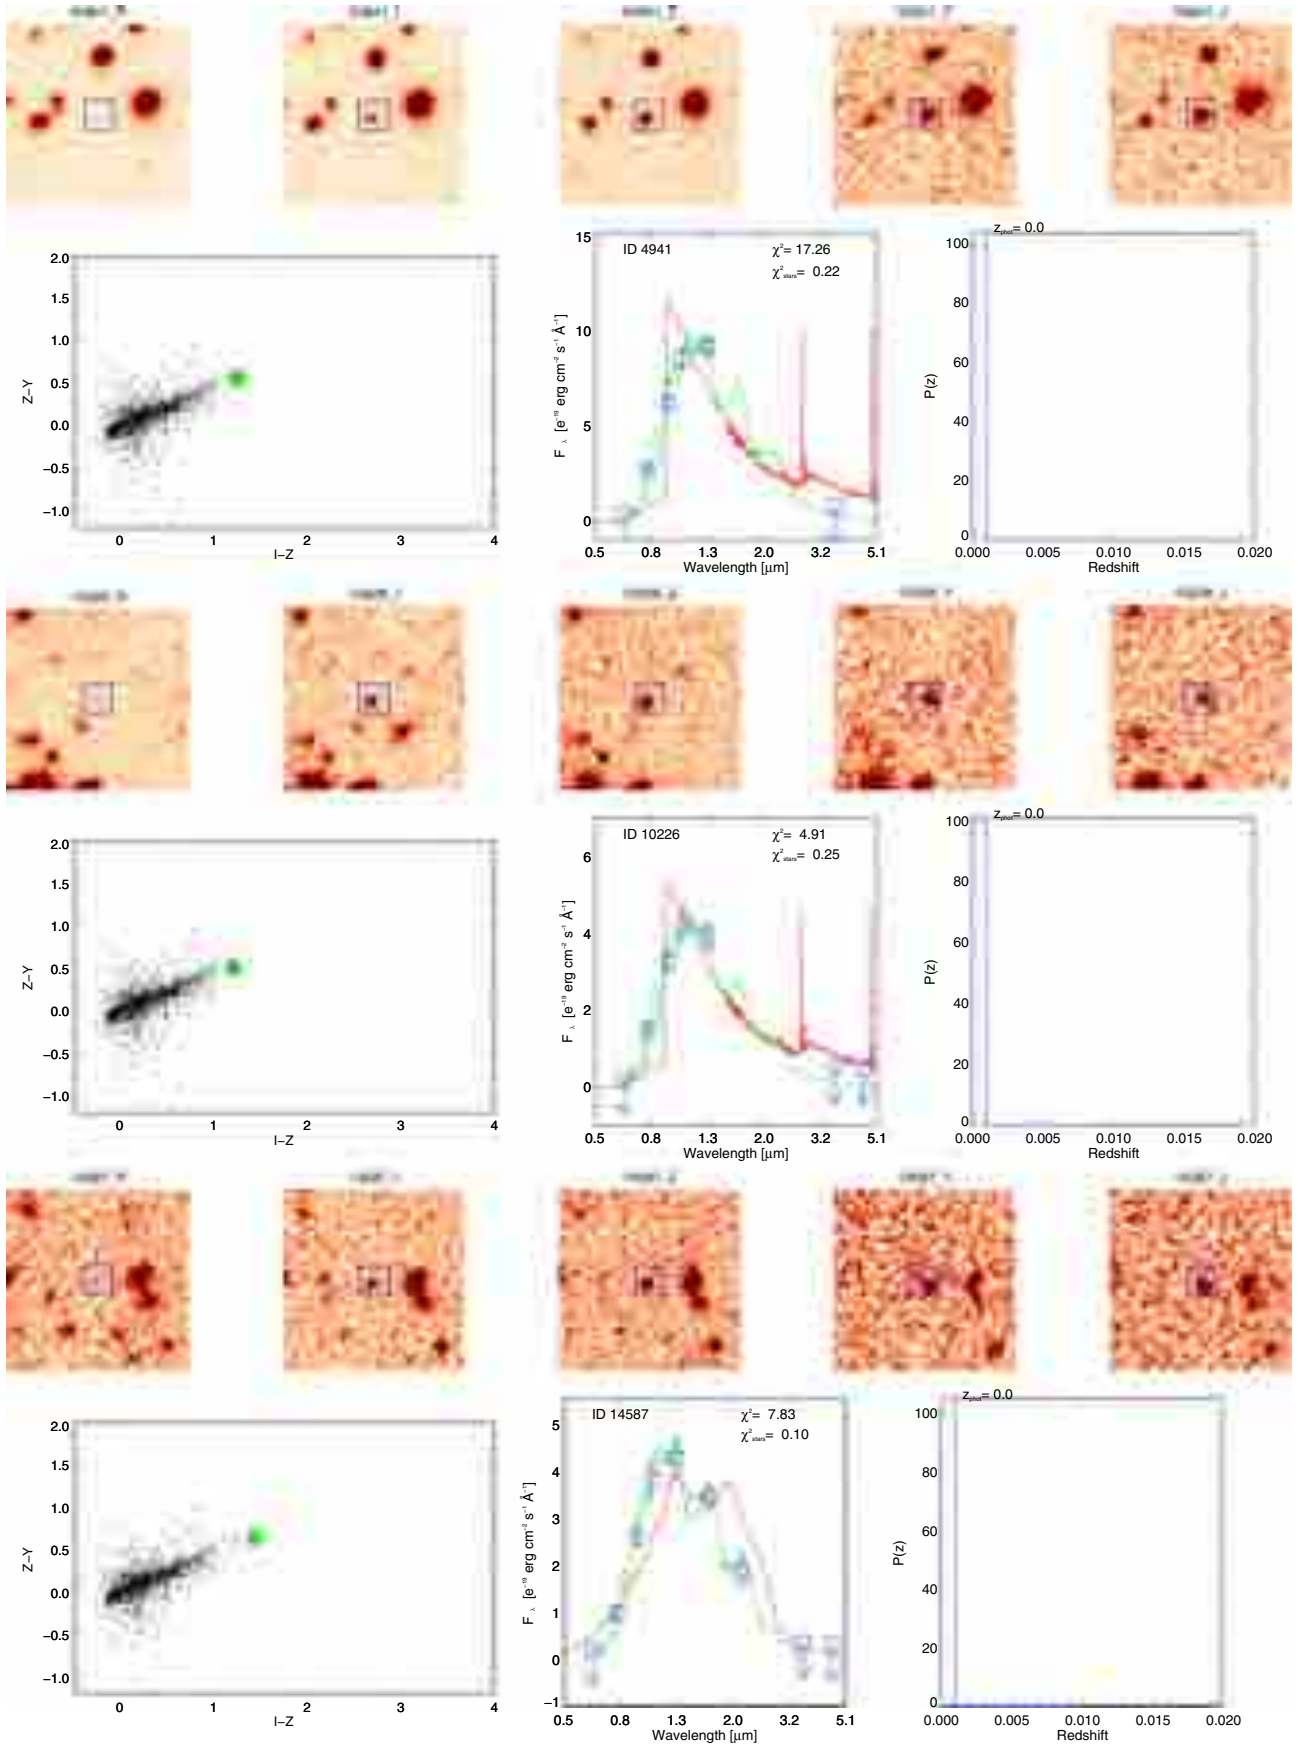 ID 4941
χ²= 17.26
χ²stars= 0.22
zphot= 0.0
2.0
1.5
1.0
0.5
0.0
−0.5
−1.0
Z−Y
0 1 2 3 4
I−Z
15
10
5
0
F λ [e⁻¹⁹ erg cm⁻² s⁻¹ Å⁻¹]
0.5 0.8 1.3 2.0 3.2 5.1
Wavelength [μm]
100
80
60
40
20
0
P(z)
0.000 0.005 0.010 0.015 0.020
Redshift
ID 10226
χ²= 4.91
χ²stars= 0.25
zphot= 0.0
2.0
1.5
1.0
0.5
0.0
−0.5
−1.0
Z−Y
0 1 2 3 4
I−Z
6
4
2
0
F λ [e⁻¹⁹ erg cm⁻² s⁻¹ Å⁻¹]
0.5 0.8 1.3 2.0 3.2 5.1
Wavelength [μm]
100
80
60
40
20
0
P(z)
0.000 0.005 0.010 0.015 0.020
Redshift
ID 14587
χ²= 7.83
χ²stars= 0.10
zphot= 0.0
2.0
1.5
1.0
0.5
0.0
−0.5
−1.0
Z−Y
0 1 2 3 4
I−Z
5
4
3
2
1
0
−1
F λ [e⁻¹⁹ erg cm⁻² s⁻¹ Å⁻¹]
0.5 0.8 1.3 2.0 3.2 5.1
Wavelength [μm]
100
80
60
40
20
0
P(z)
0.000 0.005 0.010 0.015 0.020
Redshift